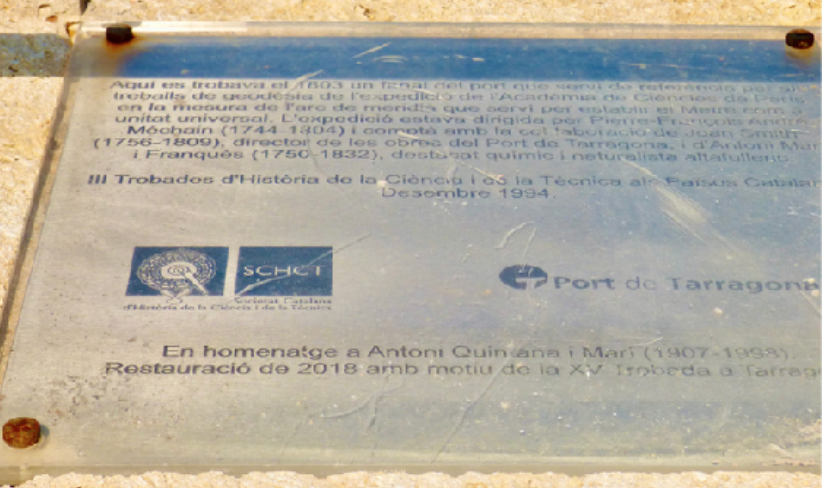 Aquí es trobava el 1803 un fanal del port que serví de referència per als
treballs de geodèsia de l'expedició de l'Acadèmia de Ciències de París
en la mesura de l'arc de meridià que serví per establir el Metre com a
unitat universal. L'expedició estava dirigida per Pierre-François André
Méchain (1744-1804) i comptà amb la col·laboració de Joan Smith
(1756-1809), director de les obres del Port de Tarragona, i d'Antoni Mar
i Franquès (1750-1832), destacat químic i naturalista altafullenc.
III Trobades d'Història de la Ciència i de la Tècnica als Països Catalan
Desembre 1994.
SCHCT
Societat Catalana
d'Història de la Ciència i de la Tècnica
Port de Tarragona
En homenatge a Antoni Quintana i Marí (1907-1998).
Restauració de 2018 amb motiu de la XV Trobada a Tarrag